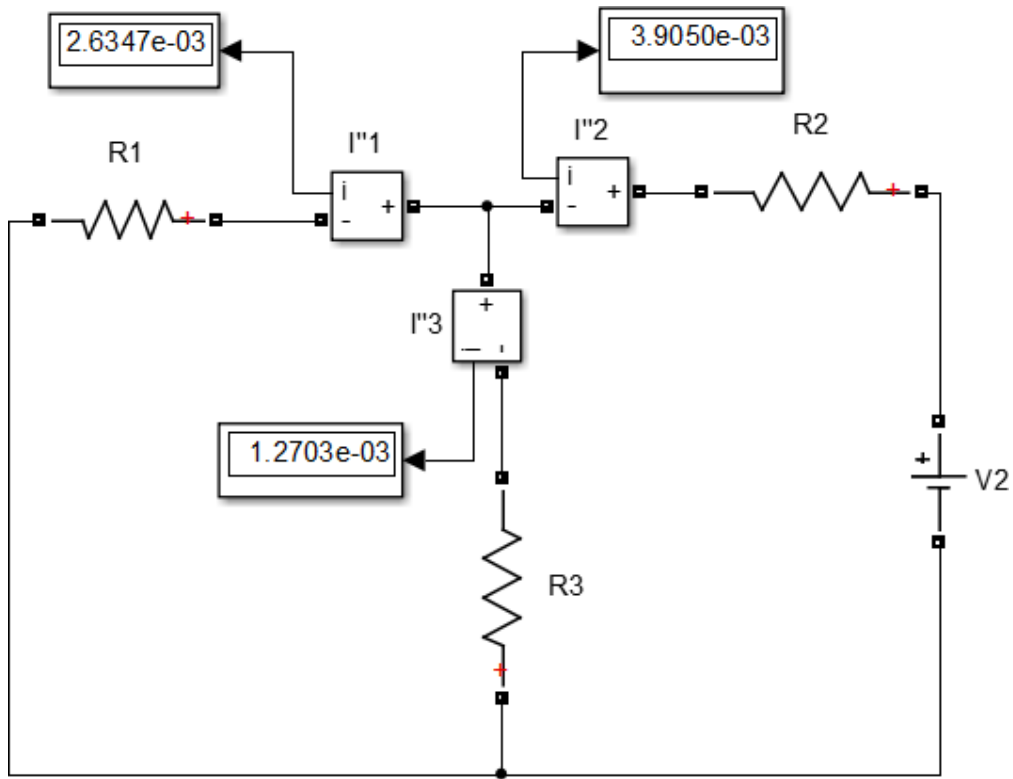 2.6347e-03
3.9050e-03
R1
I"1
I"2
R2
i
+
-
i
+
-
+
I"3
+
-
1.2703e-03
+
V2
R3
+